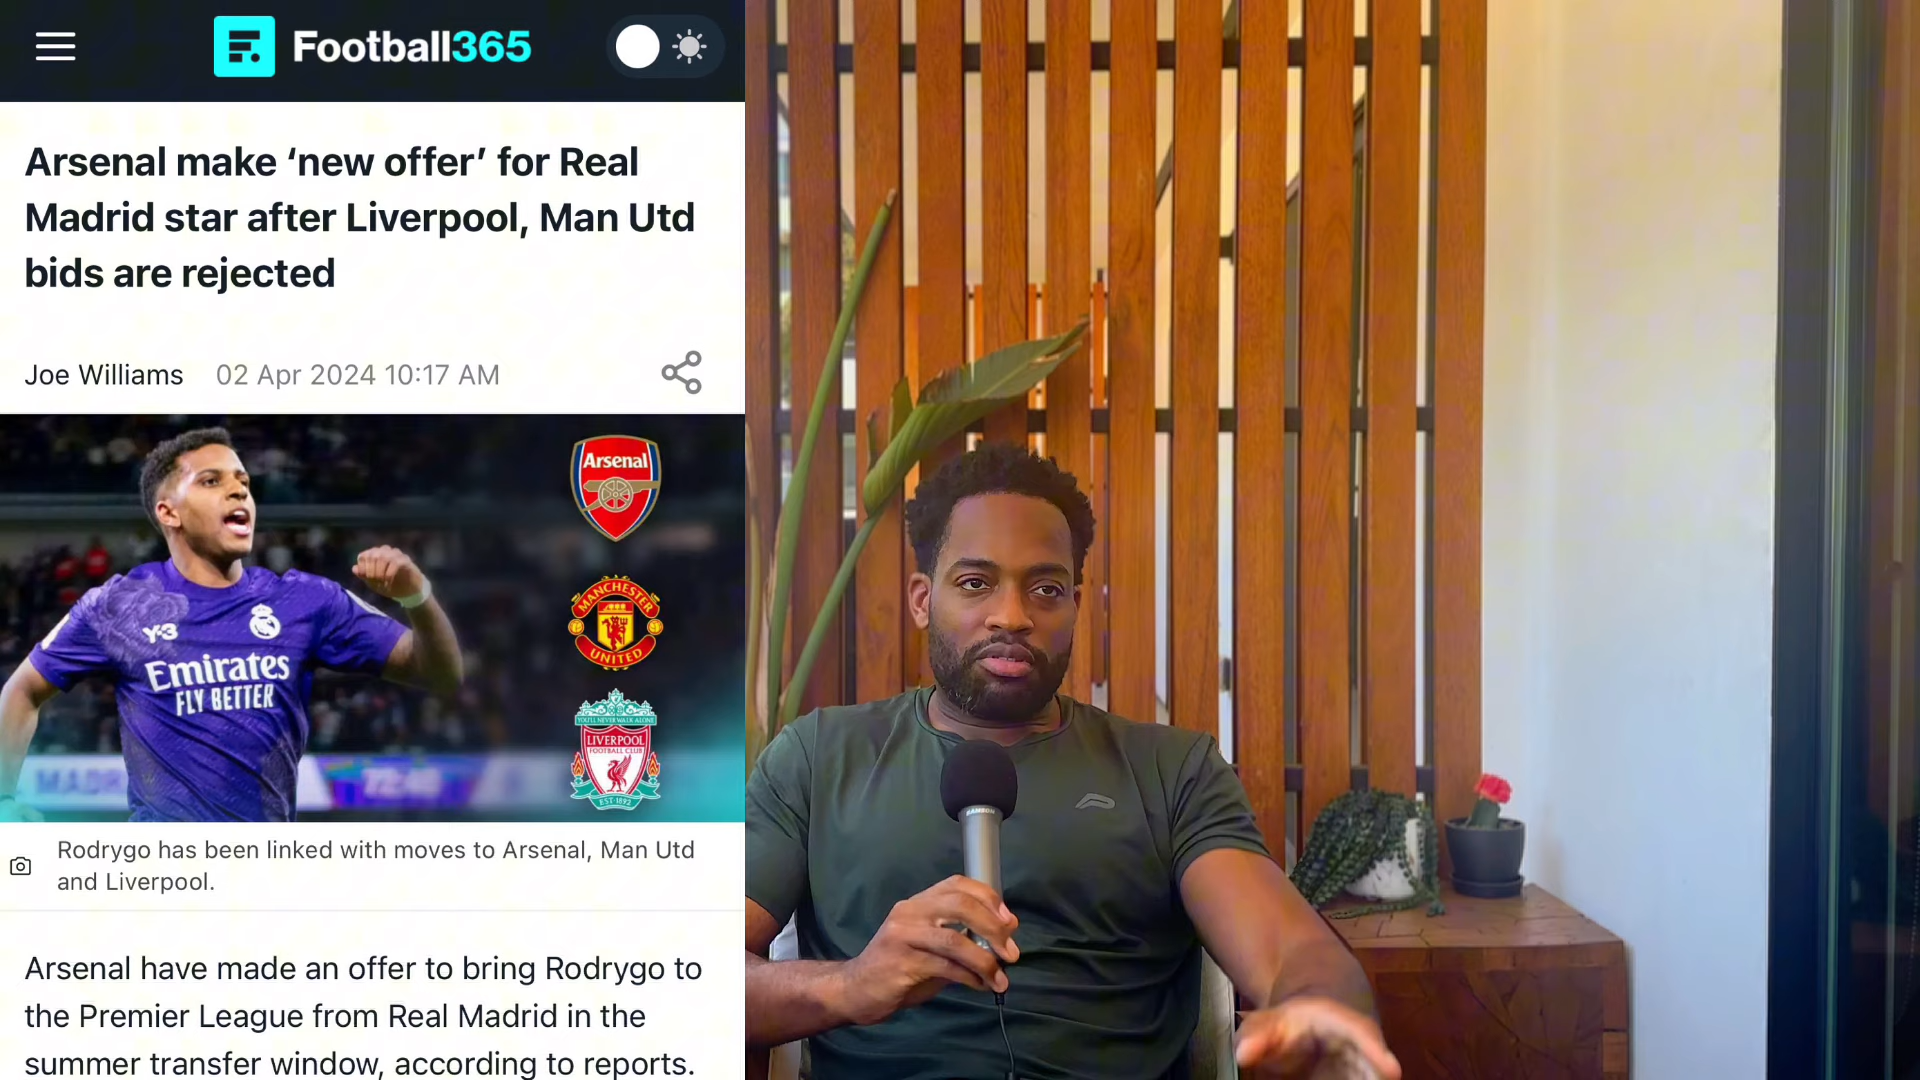 Football365
Arsenal make ‘new offer’ for Real
Madrid star after Liverpool, Man Utd
bids are rejected
Joe Williams 02 Apr 2024 10:17 AM
Arsenal
Y-3
Emirates
FLY BETTER
MANCHESTER
UNITED
YOU'LL NEVER WALK ALONE
LIVERPOOL
FOOTBALL CLUB
EST·1892
SAMSON
Rodrygo has been linked with moves to Arsenal, Man Utd
and Liverpool.
Arsenal have made an offer to bring Rodrygo to
the Premier League from Real Madrid in the
summer transfer window, according to reports.